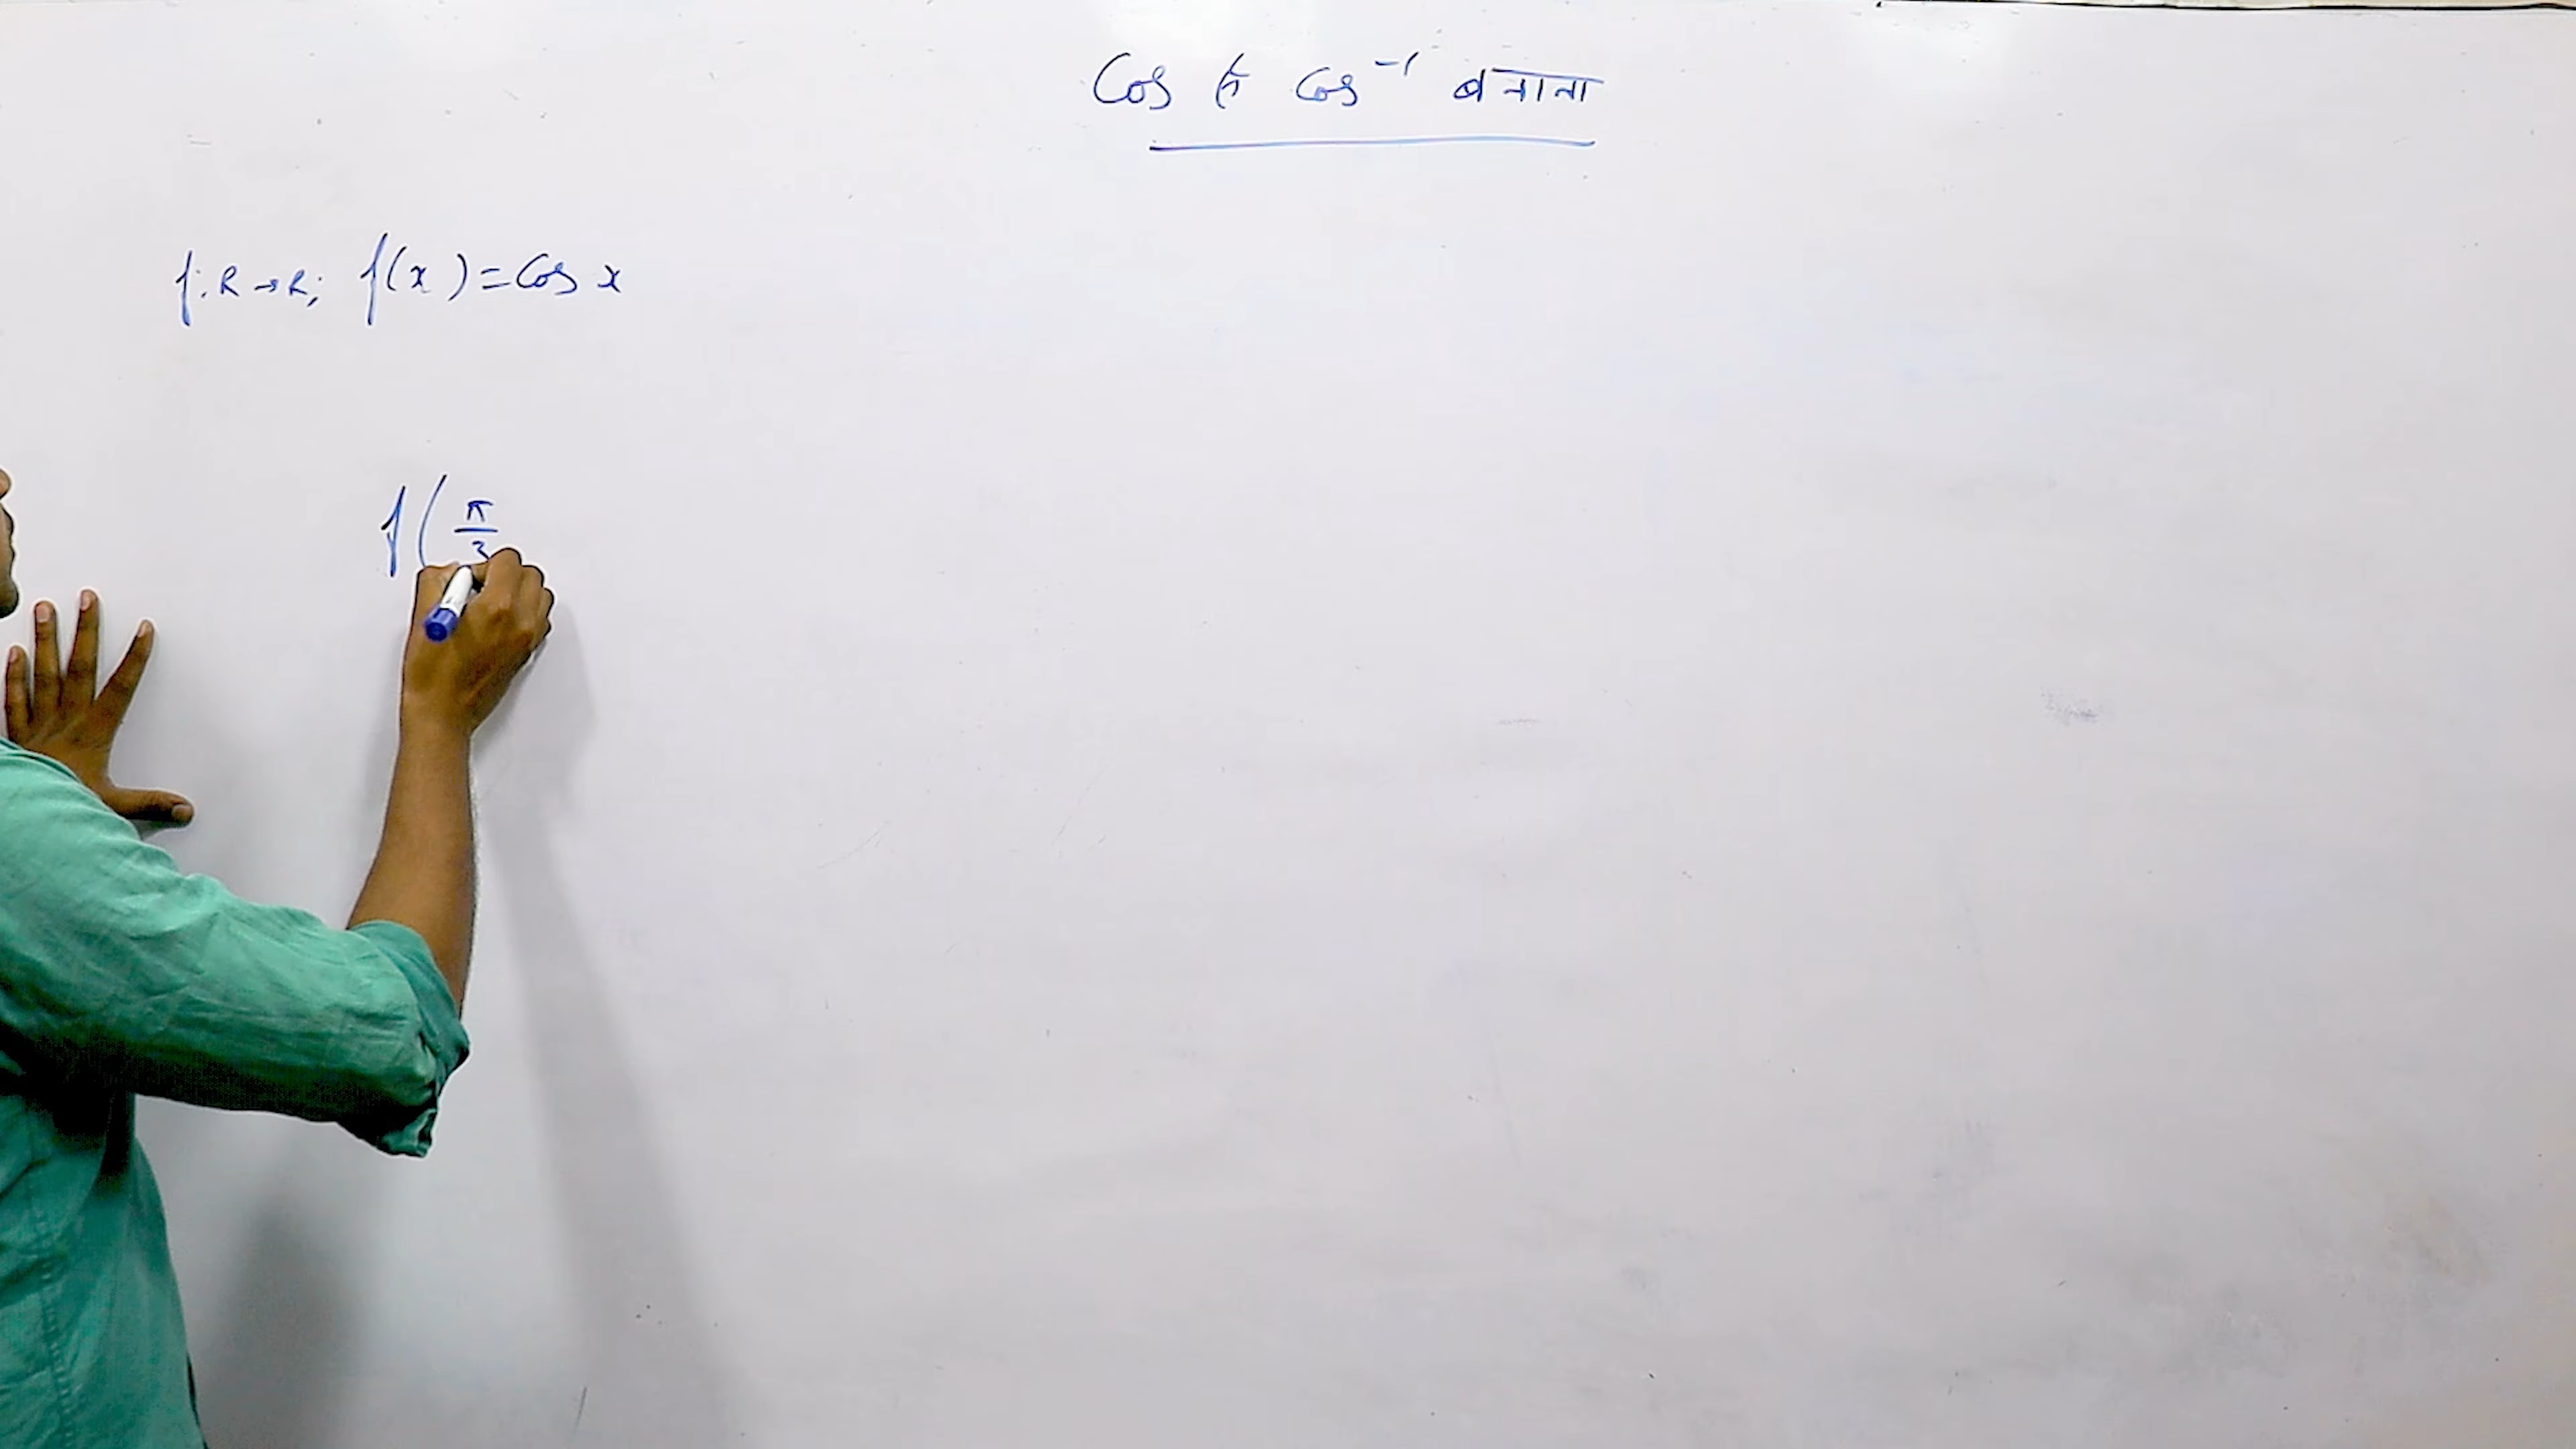 Cos से Cos⁻¹ बनाना
f: R → R; f(x) = Cos x
f(π/3